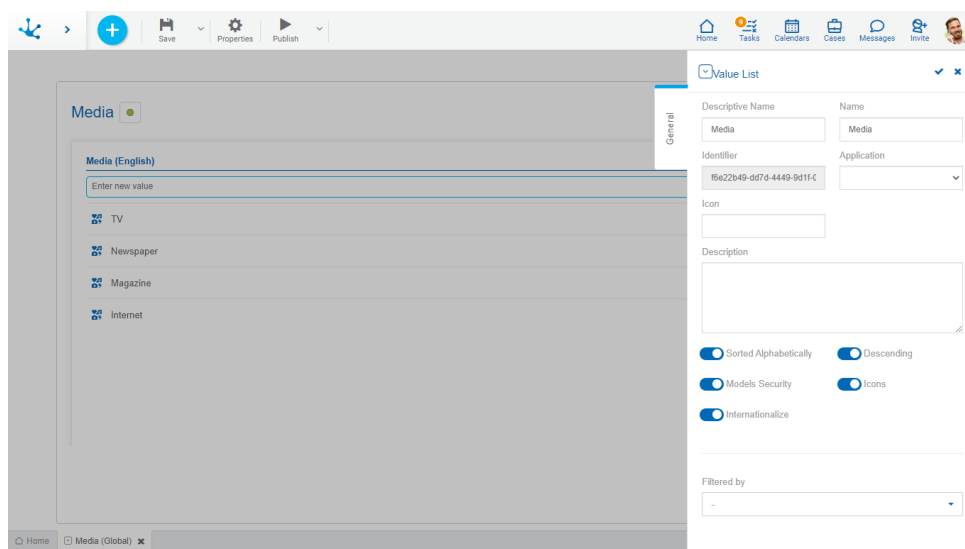 Save
Properties
Publish
Home
9
Tasks
Calendars
Cases
Messages
Invite
Media
General
Media (English)
Enter new value
TV
Newspaper
Magazine
Internet
Value List
Descriptive Name
Name
Media
Media
Identifier
Application
f6e22b49-dd7d-4449-9d1f-0
Icon
Description
Sorted Alphabetically
Descending
Models Security
Icons
Internationalize
Filtered by
-
Home
Media (Global)